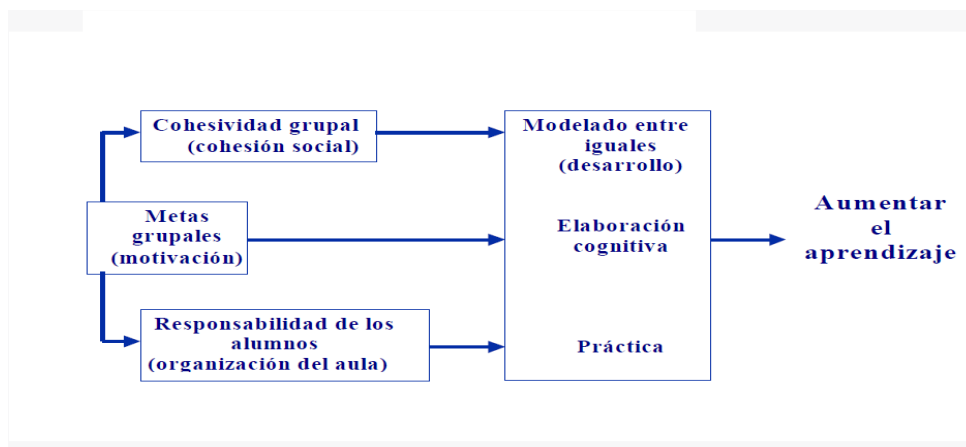 Cohesividad grupal
(cohesión social)
Metas
grupales
(motivación)
Responsabilidad de los
alumnos
(organización del aula)
Modelado entre
iguales
(desarrollo)
Elaboración
cognitiva
Práctica
Aumentar
el
aprendizaje